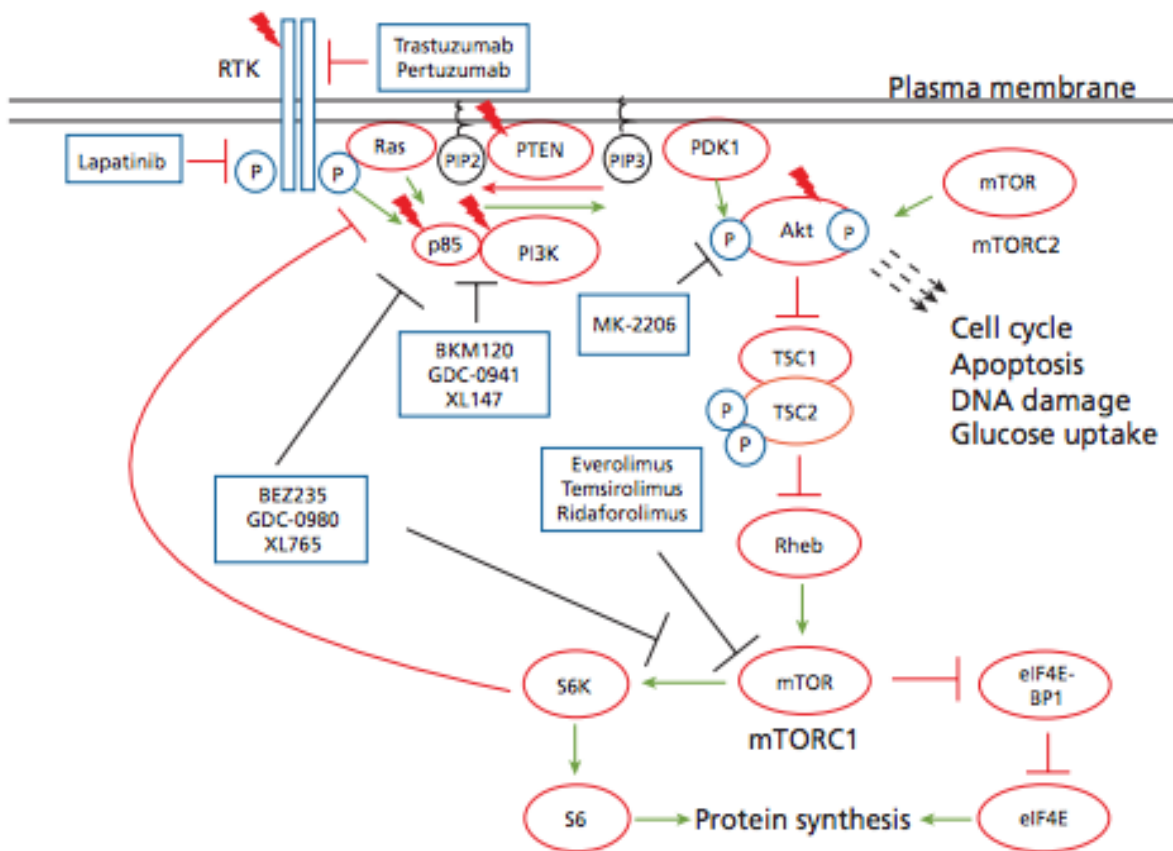 RTK
Trastuzumab
Pertuzumab
Plasma membrane
Lapatinib
P
P
Ras
PIP2
PTEN
PIP3
PDK1
mTOR
mTORC2
p85
PI3K
P
Akt
P
MK-2206
BKM120
GDC-0941
XL147
TSC1
TSC2
P
P
Cell cycle
Apoptosis
DNA damage
Glucose uptake
BEZ235
GDC-0980
XL765
Everolimus
Temsirolimus
Ridaforolimus
Rheb
S6K
mTOR
mTORC1
eIF4E-
BP1
S6
Protein synthesis
eIF4E